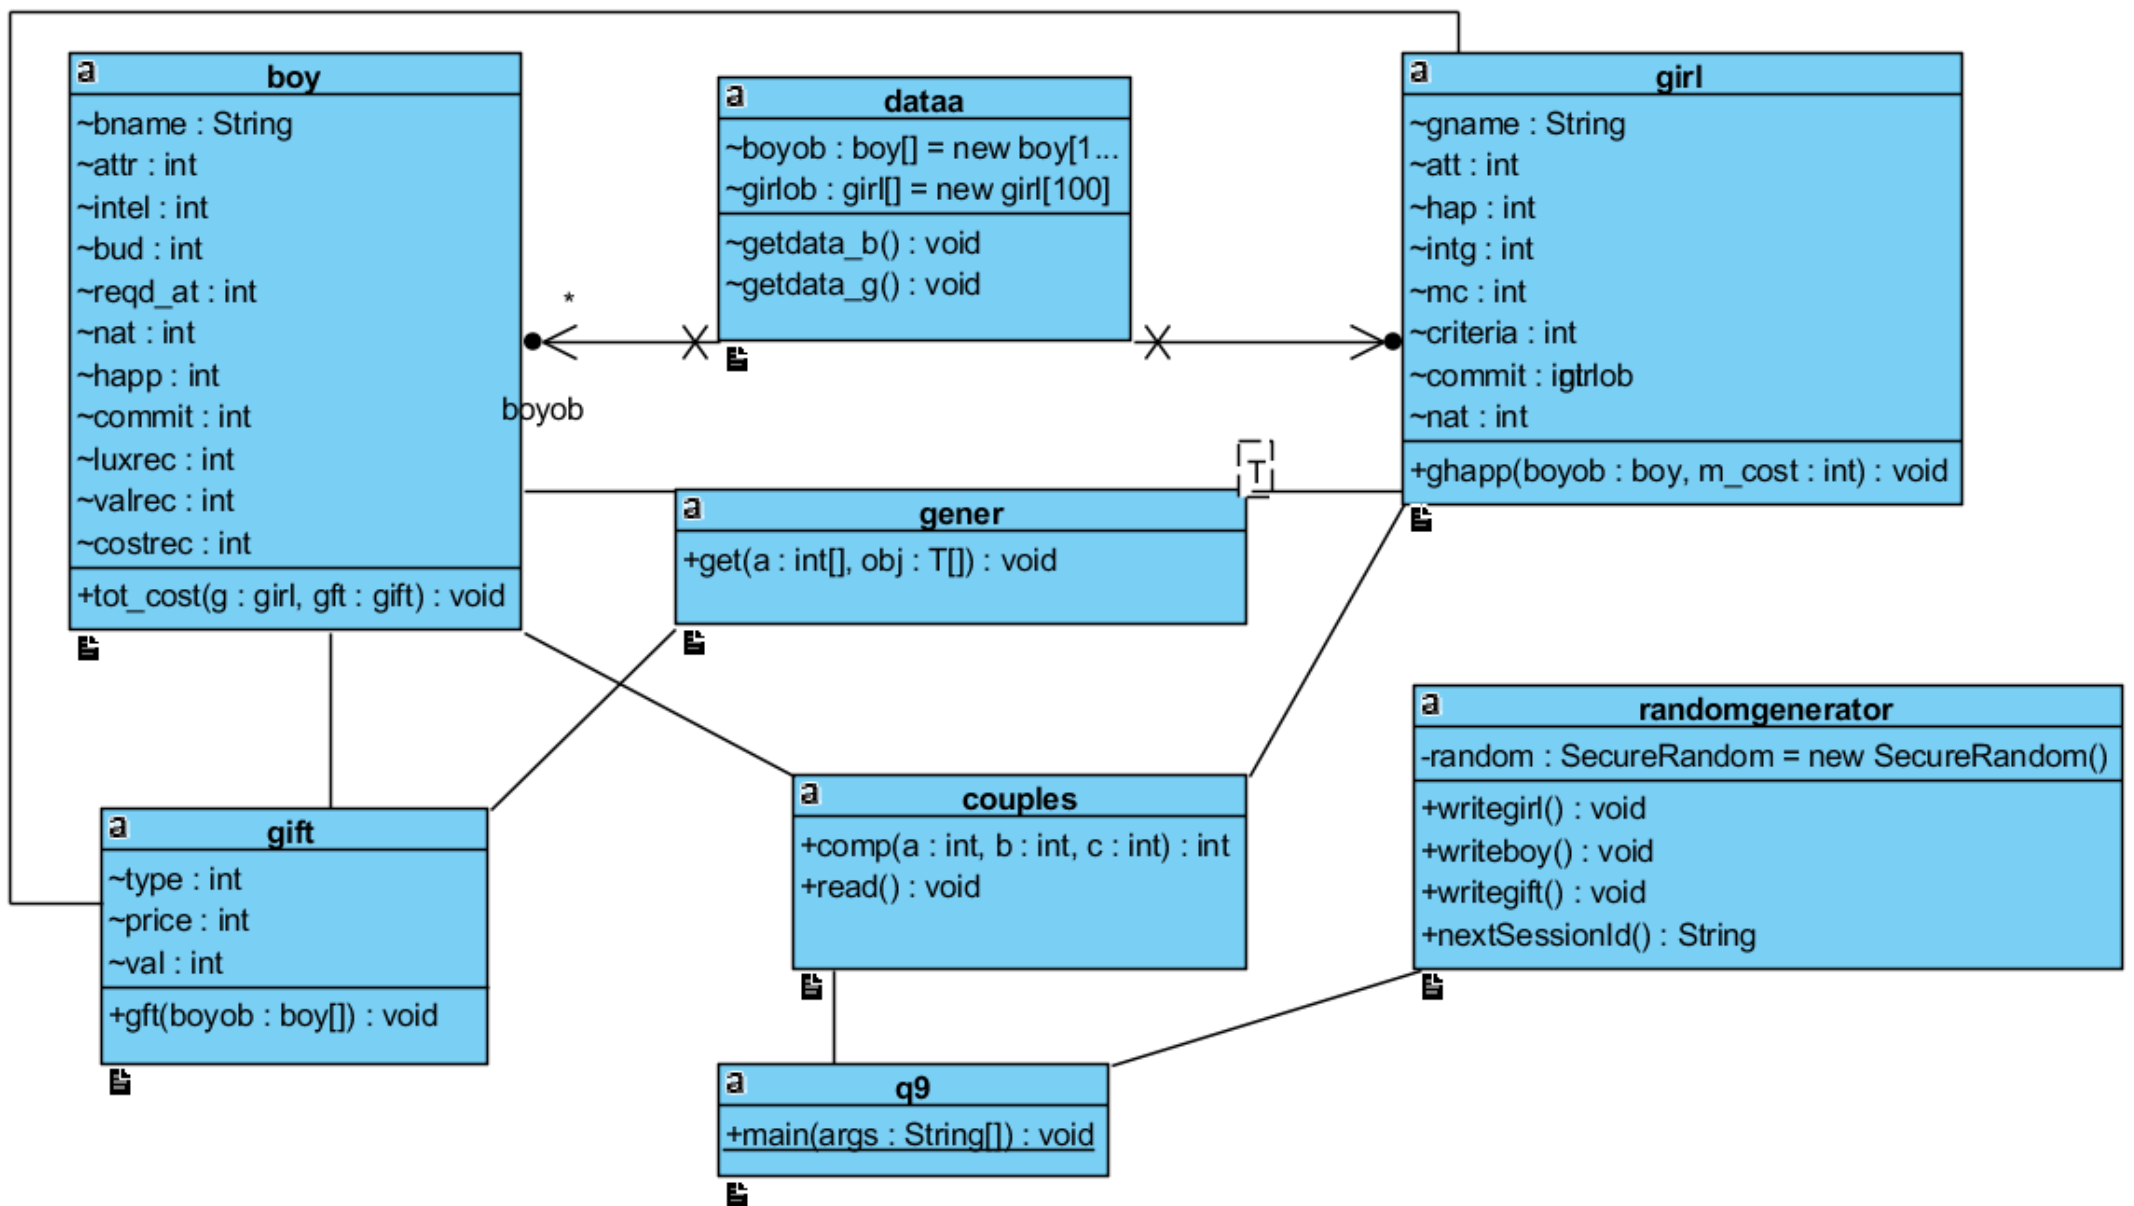 boy
~bname : String
~attr : int
~intel : int
~bud : int
~reqd_at : int
~nat : int
~happ : int
~commit : int
~luxrec : int
~valrec : int
~costrec : int
+tot_cost(g : girl, gft : gift) : void
dataa
~boyob : boy[] = new boy[1...
~girlob : girl[] = new girl[100]
~getdata_b() : void
~getdata_g() : void
*
boyob
girl
~gname : String
~att : int
~hap : int
~intg : int
~mc : int
~criteria : int
~commit : int
girlob
~nat : int
+ghapp(boyob : boy, m_cost : int) : void
T
gener
+get(a : int[], obj : T[]) : void
gift
~type : int
~price : int
~val : int
+gft(boyob : boy[]) : void
couples
+comp(a : int, b : int, c : int) : int
+read() : void
randomgenerator
-random : SecureRandom = new SecureRandom()
+writegirl() : void
+writeboy() : void
+writegift() : void
+nextSessionId() : String
q9
+main(args : String[]) : void